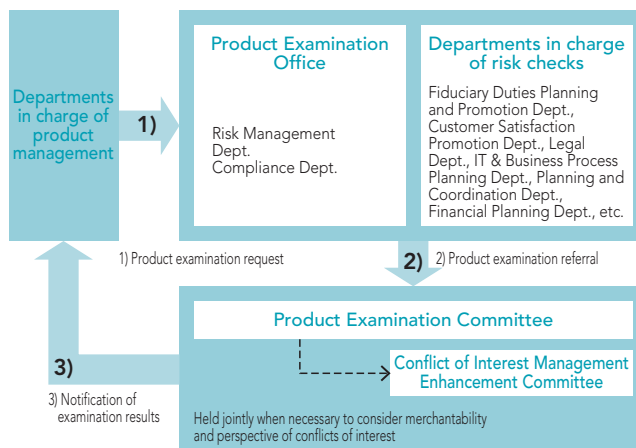 Departments
in charge of
product
management
1)
Product Examination
Office
Risk Management
Dept.
Compliance Dept.
Departments in charge
of risk checks
Fiduciary Duties Planning
and Promotion Dept.,
Customer Satisfaction
Promotion Dept., Legal
Dept., IT & Business Process
Planning Dept., Planning and
Coordination Dept.,
Financial Planning Dept., etc.
1) Product examination request
2)
2) Product examination referral
Product Examination Committee
Conflict of Interest Management
Enhancement Committee
3)
3) Notification of
examination results
Held jointly when necessary to consider merchantability
and perspective of conflicts of interest